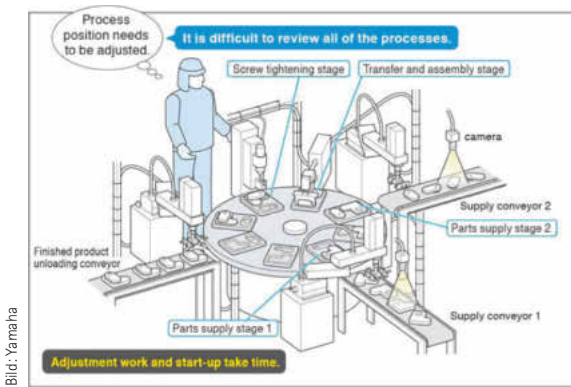 Process
position needs
to be adjusted.
It is difficult to review all of the processes.
Screw tightening stage
Transfer and assembly stage
camera
Supply conveyor 2
Parts supply stage 2
Finished product
unloading conveyor
Supply conveyor 1
Parts supply stage 1
Adjustment work and start-up take time.
Bild: Yamaha